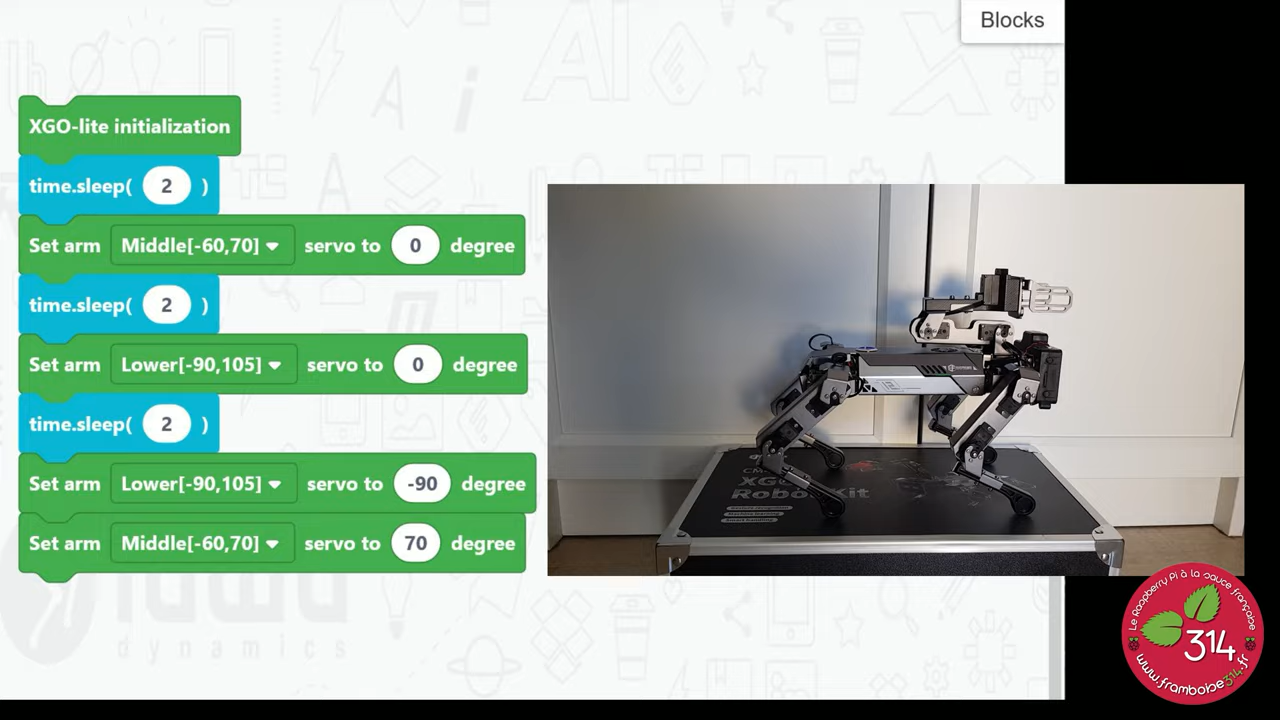 Blocks
XGO-lite initialization
time.sleep( 2 )
Set arm Middle[-60,70] servo to 0 degree
time.sleep( 2 )
Set arm Lower[-90,105] servo to 0 degree
time.sleep( 2 )
Set arm Lower[-90,105] servo to -90 degree
Set arm Middle[-60,70] servo to 70 degree
dynamics
Le Raspberry Pi à la sauce française
314
www.framboise314.fr